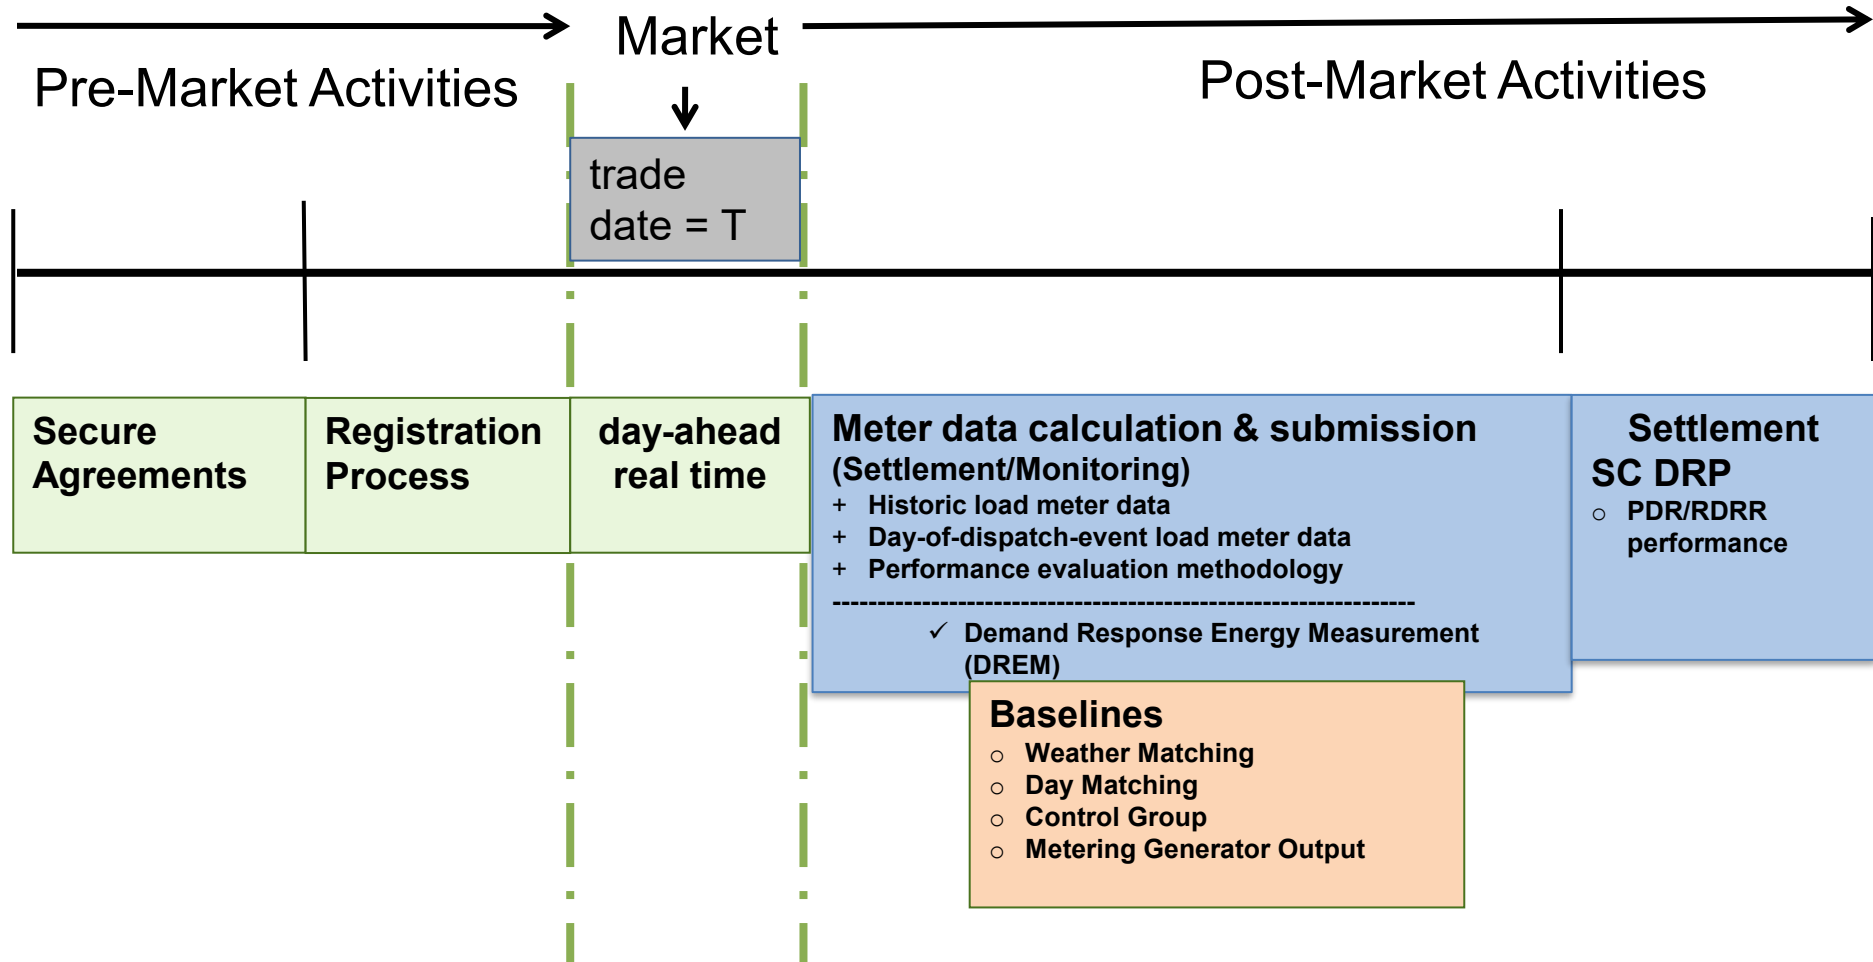 Pre-Market Activities
Market
Post-Market Activities
trade
date = T
Secure
Agreements
Registration
Process
day-ahead
real time
Meter data calculation & submission
(Settlement/Monitoring)
+ Historic load meter data
+ Day-of-dispatch-event load meter data
+ Performance evaluation methodology
-----------------------------------------------------------------
✓ Demand Response Energy Measurement
(DREM)
Settlement
SC DRP
○ PDR/RDRR
performance
Baselines
○ Weather Matching
○ Day Matching
○ Control Group
○ Metering Generator Output